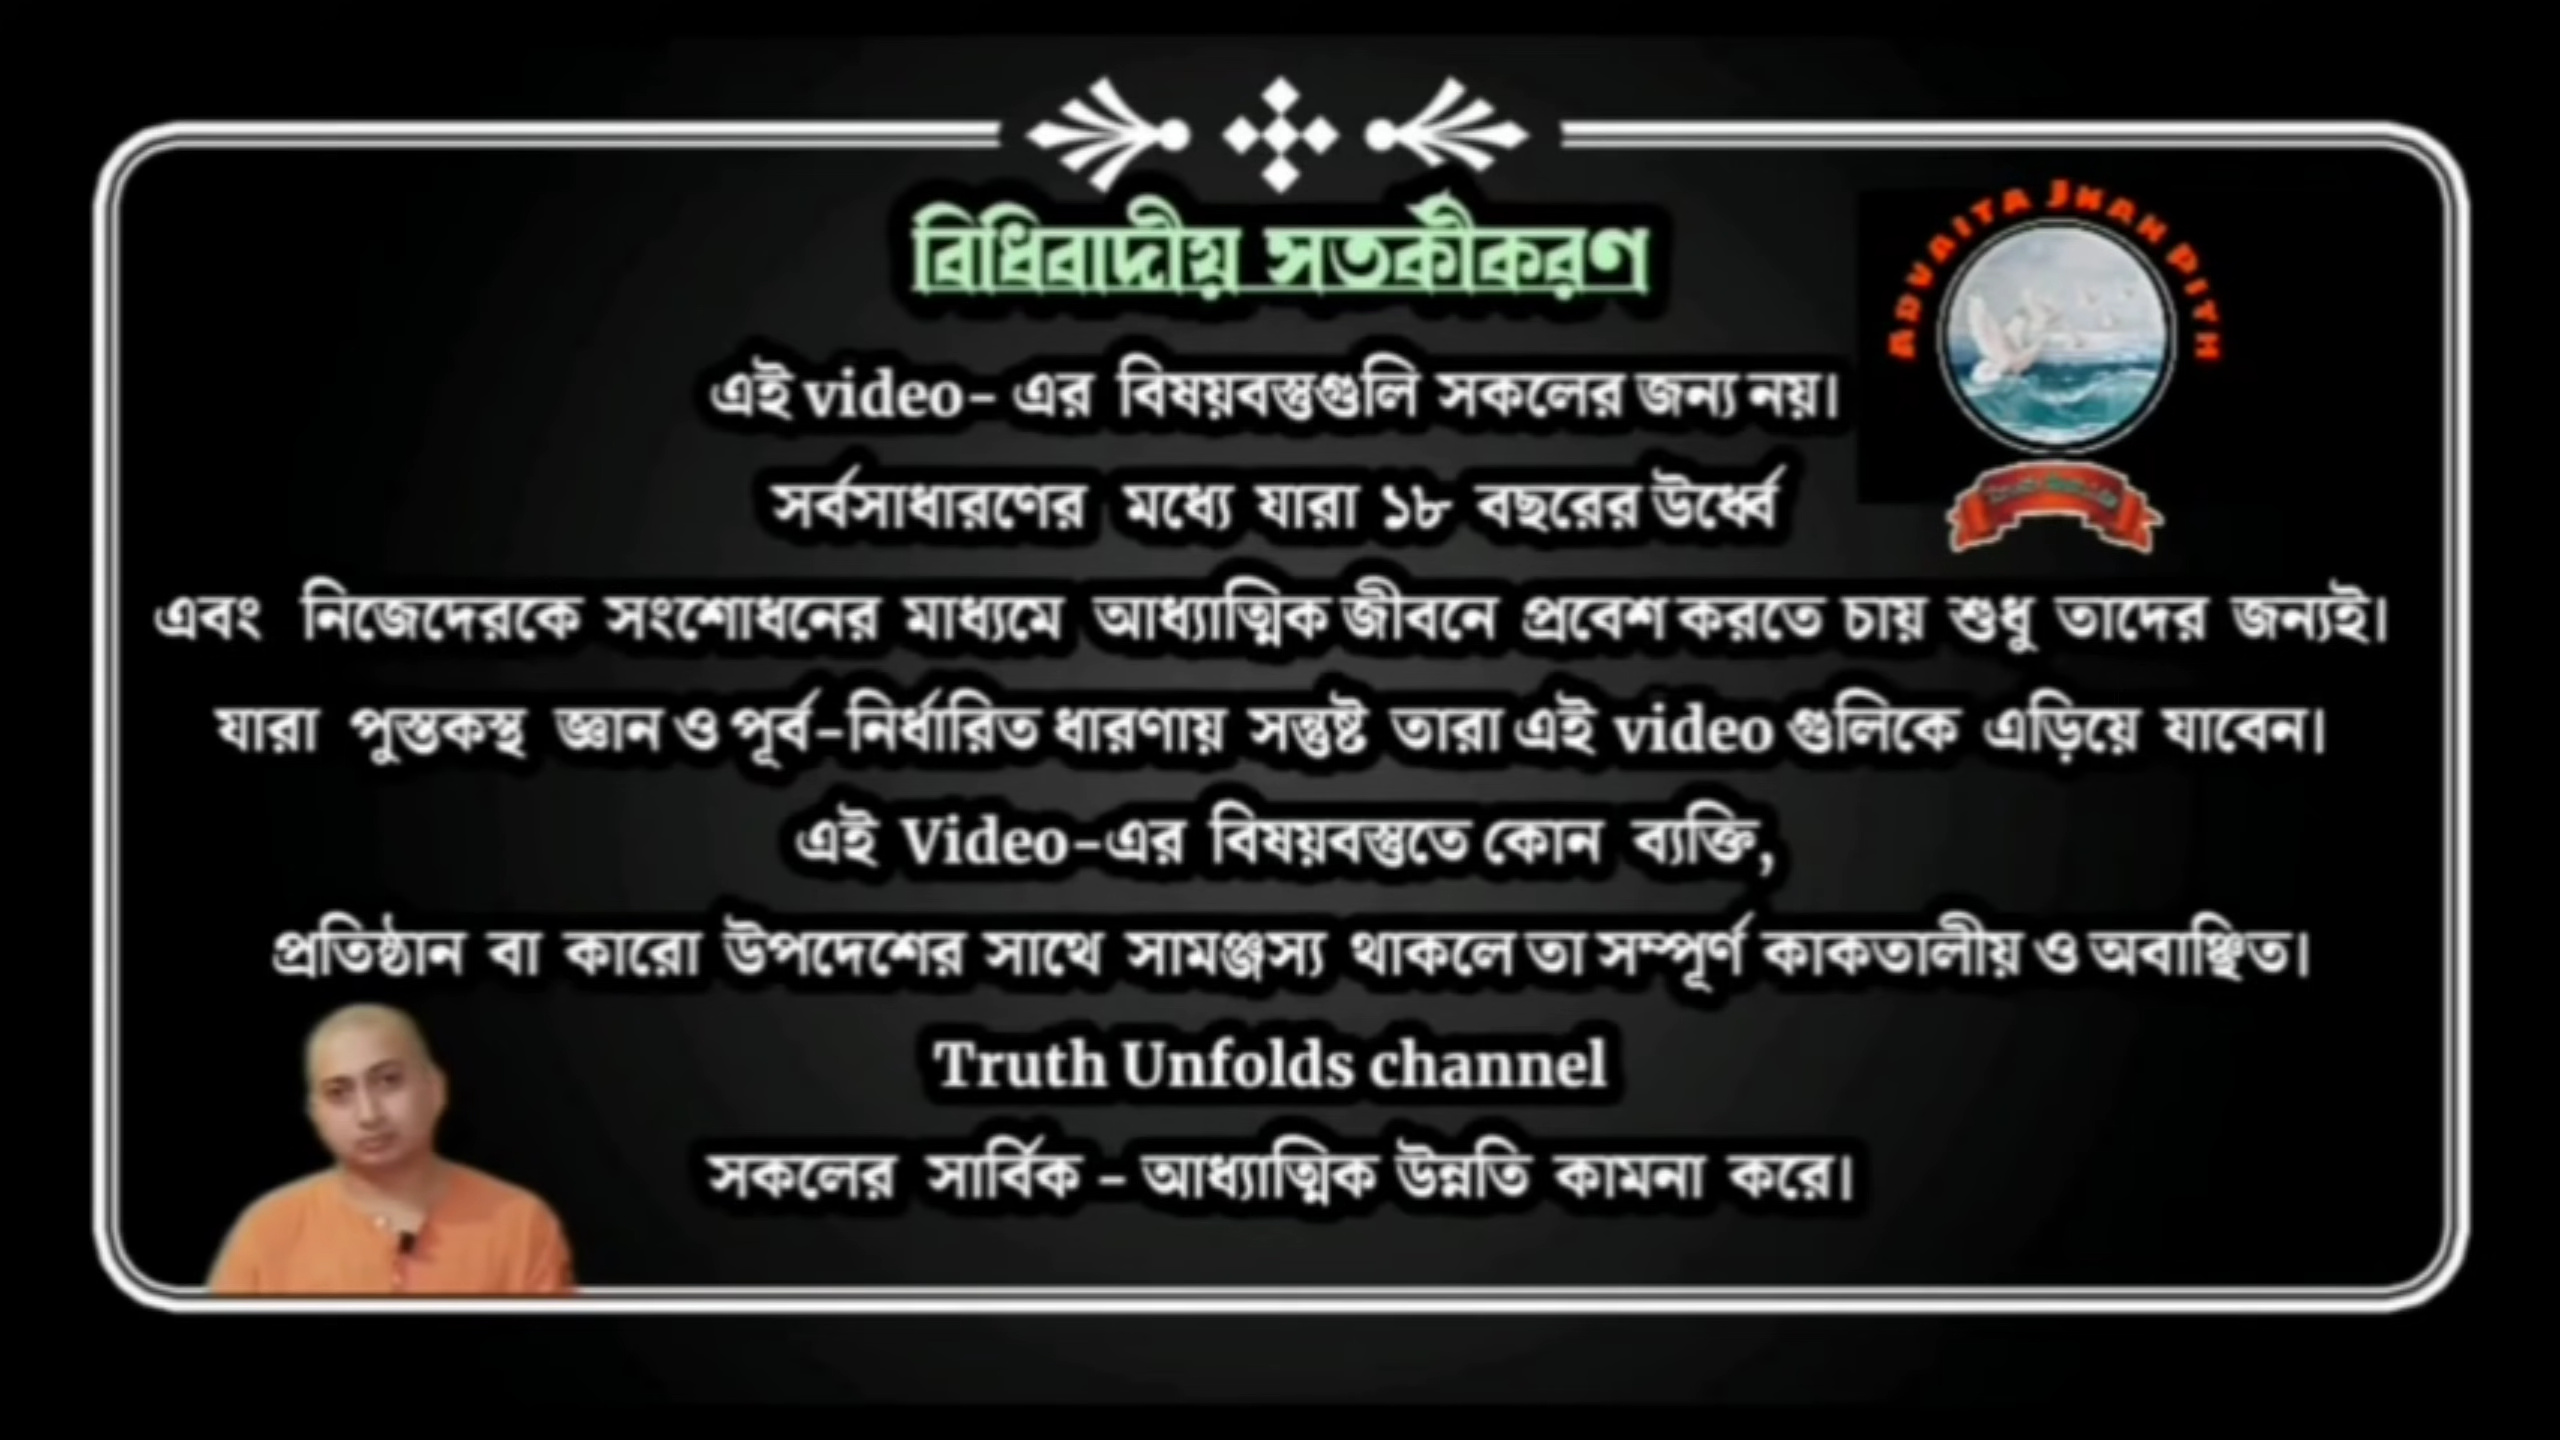 বিধিবাদীয় সতর্কীকরণ
ADVAITA JNAN PITH
এই video- এর বিষয়বস্তুগুলি সকলের জন্য নয়।
সর্বসাধারণের মধ্যে যারা ১৮ বছরের উর্ধ্বে
এবং নিজেদেরকে সংশোধনের মাধ্যমে আধ্যাত্মিক জীবনে প্রবেশ করতে চায় শুধু তাদের জন্যই।
যারা পুস্তকস্থ জ্ঞান ও পূর্ব-নির্ধারিত ধারণায় সন্তুষ্ট তারা এই video গুলিকে এড়িয়ে যাবেন।
এই Video-এর বিষয়বস্তুতে কোন ব্যক্তি,
প্রতিষ্ঠান বা কারো উপদেশের সাথে সামঞ্জস্য থাকলে তা সম্পূর্ণ কাকতালীয় ও অবাঞ্ছিত।
Truth Unfolds channel
সকলের সার্বিক - আধ্যাত্মিক উন্নতি কামনা করে।